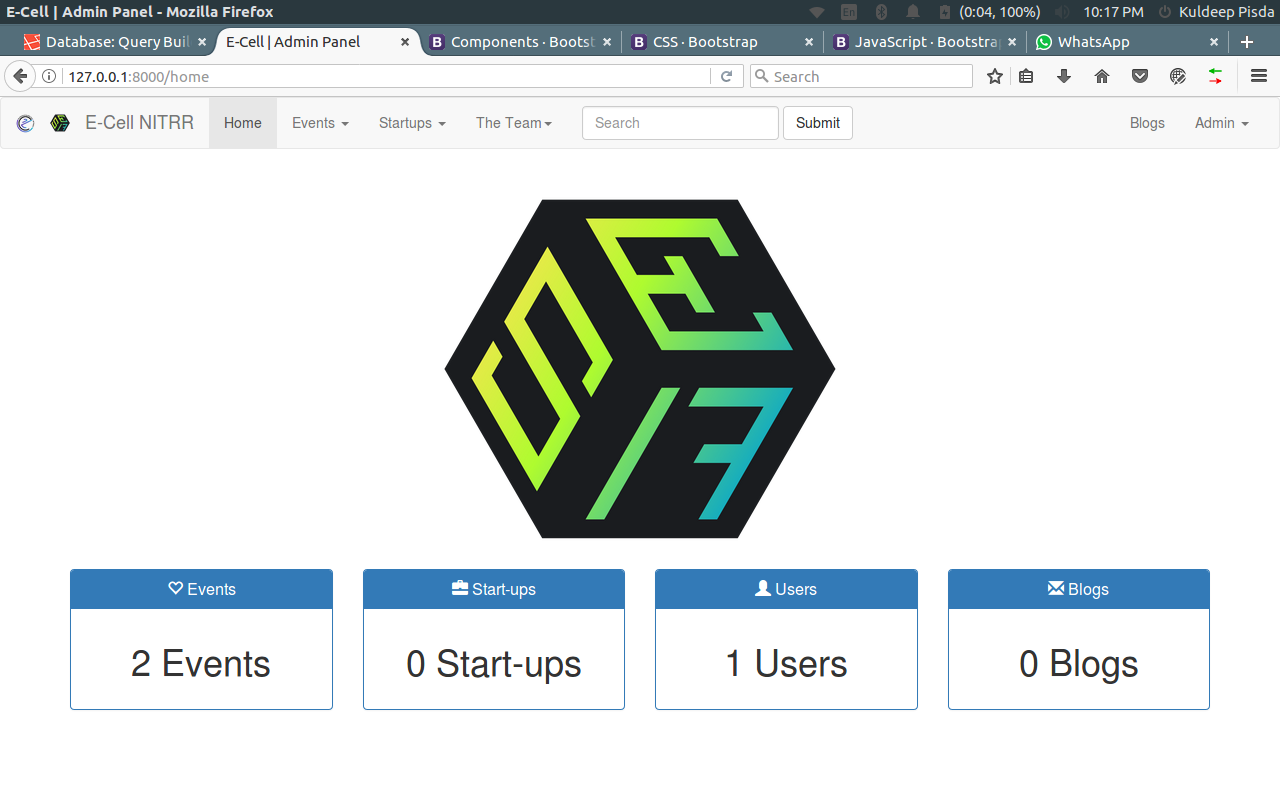 E-Cell | Admin Panel - Mozilla Firefox
En
(0:04, 100%)
10:17 PM
Kuldeep Pisda
Database: Query Buil
E-Cell | Admin Panel
Components · Bootst
CSS · Bootstrap
JavaScript · Bootstra
WhatsApp
127.0.0.1:8000/home
Search
E-Cell NITRR
Home
Events
Startups
The Team
Search
Submit
Blogs
Admin
Events
Start-ups
Users
Blogs
2 Events
0 Start-ups
1 Users
0 Blogs